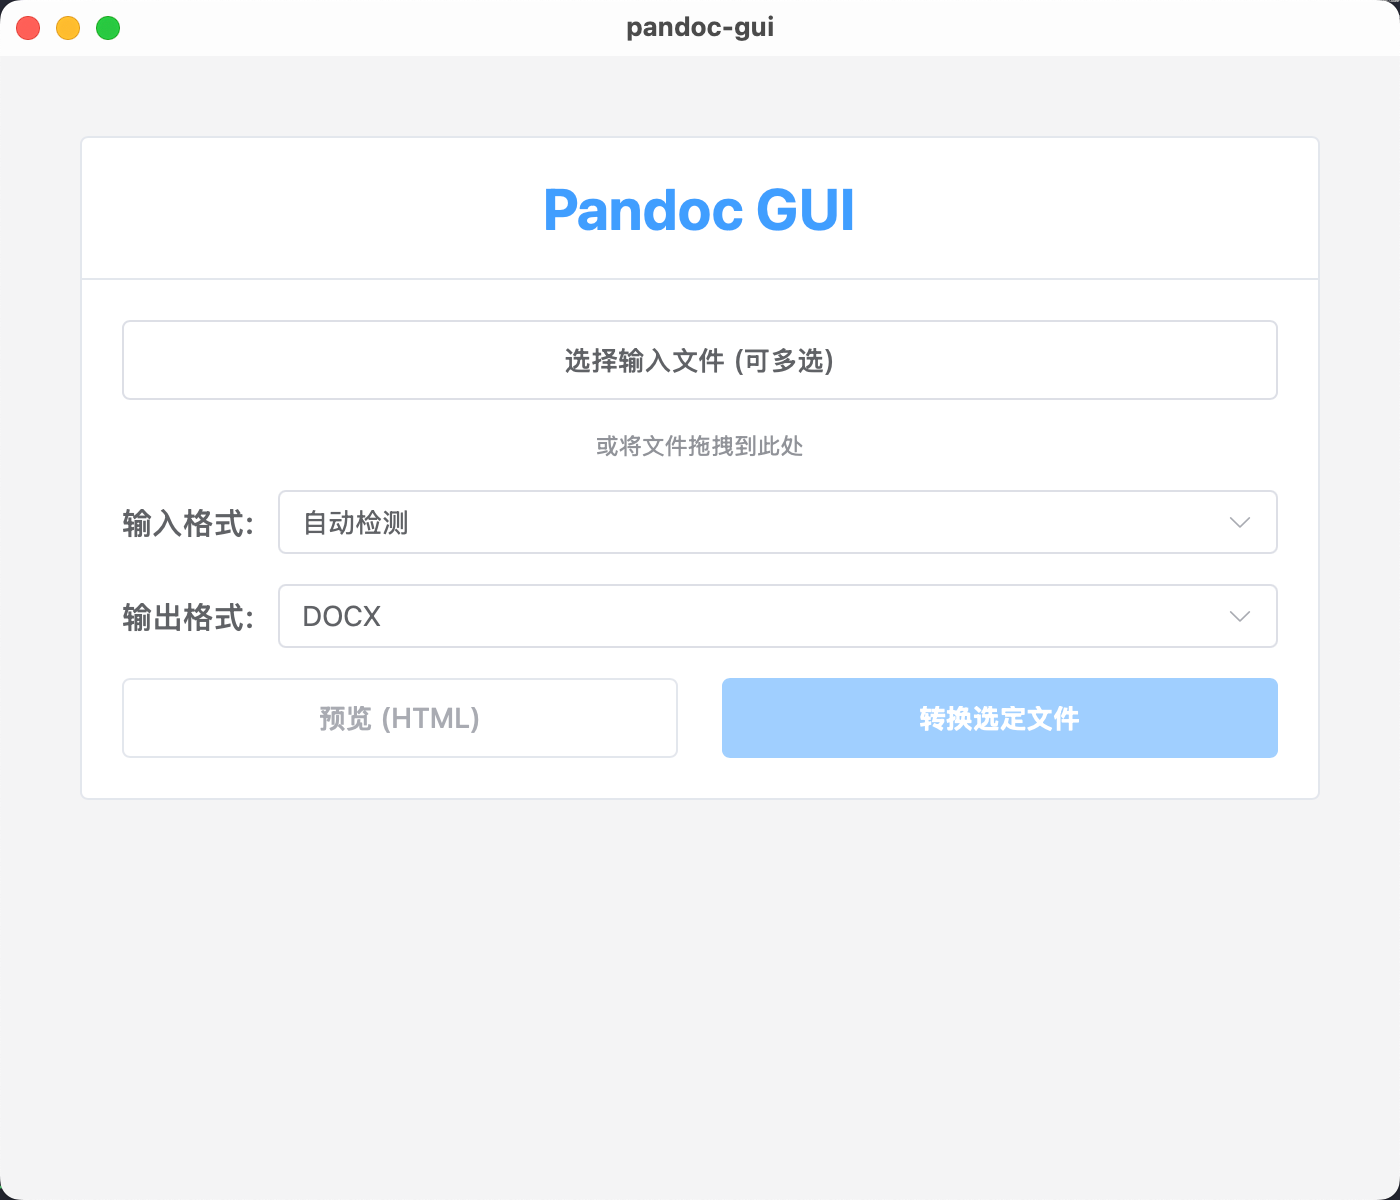 pandoc-gui
Pandoc GUI
选择输入文件 (可多选)
或将文件拖拽到此处
输入格式:
自动检测
输出格式:
DOCX
预览 (HTML)
转换选定文件